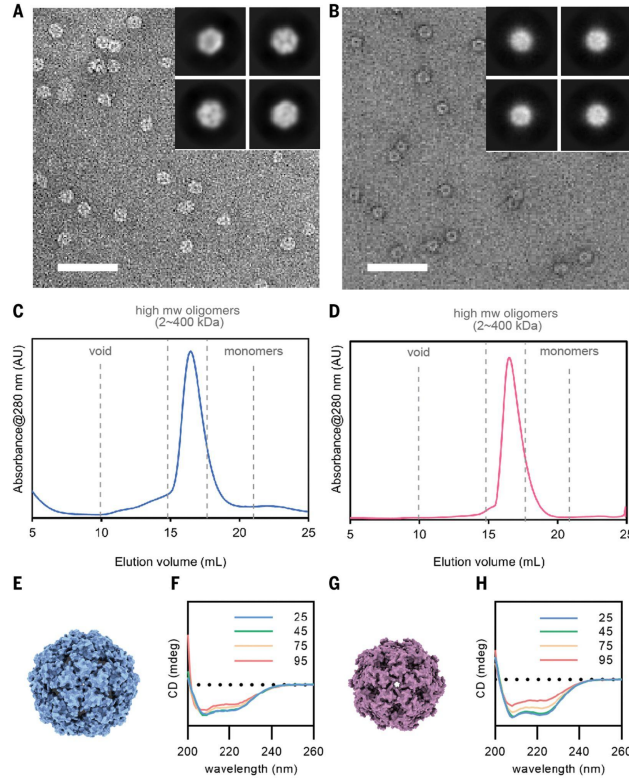 A
B
C
high mw oligomers
(2~400 kDa)
void
monomers
Absorbance@280 nm (AU)
5 10 15 20 25
Elution volume (mL)
D
high mw oligomers
(2~400 kDa)
void
monomers
Absorbance@280 nm (AU)
5 10 15 20 25
Elution volume (mL)
E
F
25
45
75
95
CD (mdeg)
200 220 240 260
wavelength (nm)
G
H
25
45
75
95
CD (mdeg)
200 220 240 260
wavelength (nm)